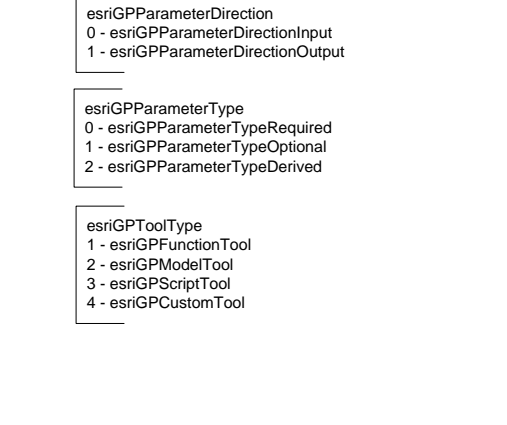 esriGPParameterDirection
0 - esriGPParameterDirectionInput
1 - esriGPParameterDirectionOutput
esriGPParameterType
0 - esriGPParameterTypeRequired
1 - esriGPParameterTypeOptional
2 - esriGPParameterTypeDerived
esriGPToolType
1 - esriGPFunctionTool
2 - esriGPModelTool
3 - esriGPScriptTool
4 - esriGPCustomTool